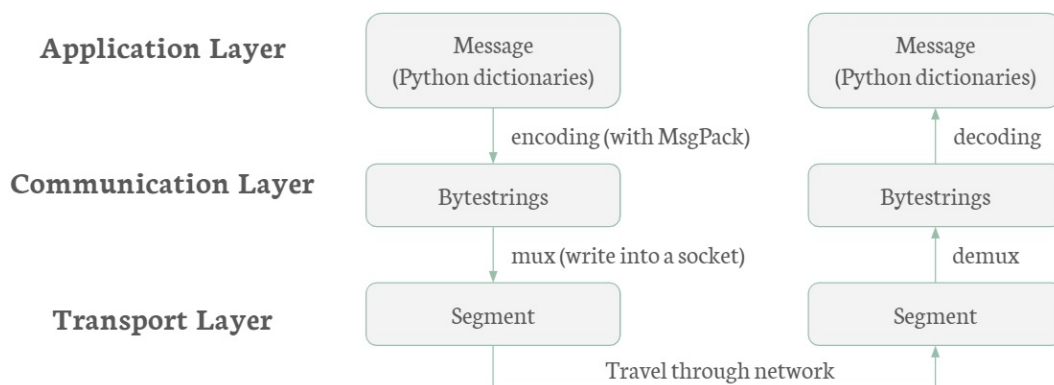 Application Layer
Message
(Python dictionaries)
Message
(Python dictionaries)
encoding (with MsgPack)
decoding
Communication Layer
Bytestrings
Bytestrings
mux (write into a socket)
demux
Transport Layer
Segment
Segment
Travel through network